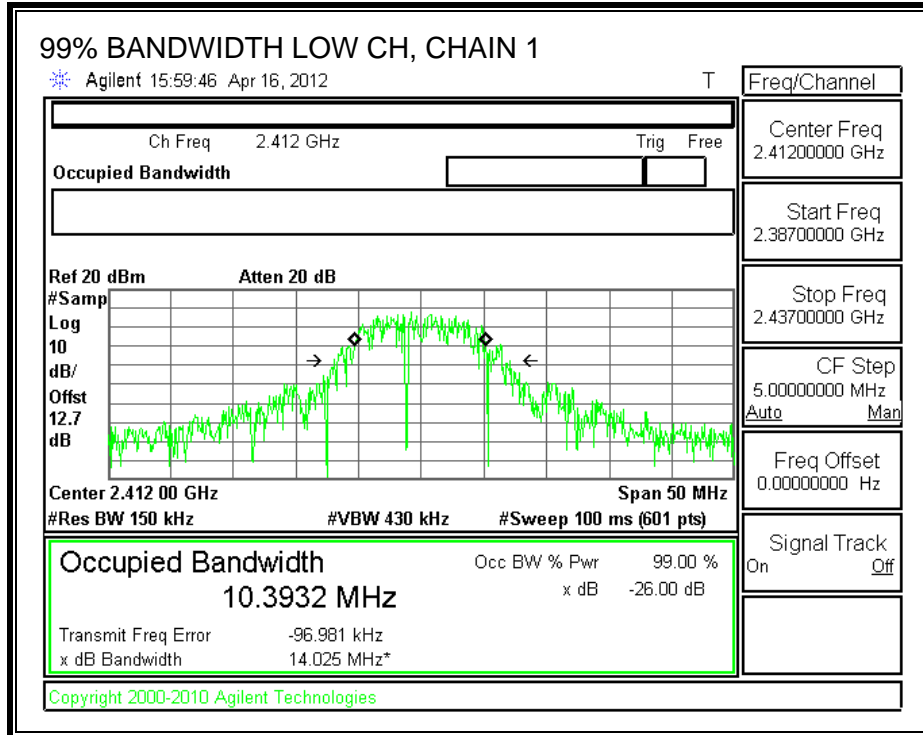 99% BANDWIDTH LOW CH, CHAIN 1
Agilent 15:59:46 Apr 16, 2012 T
Freq/Channel
Ch Freq 2.412 GHz Trig Free
Occupied Bandwidth
Center Freq
2.41200000 GHz
Start Freq
2.38700000 GHz
Stop Freq
2.43700000 GHz
CF Step
5.00000000 MHz
Auto Man
Freq Offset
0.00000000 Hz
Signal Track
On Off
Ref 20 dBm Atten 20 dB
#Samp
Log
10
dB/
Offst
12.7
dB
Center 2.412 00 GHz Span 50 MHz
#Res BW 150 kHz #VBW 430 kHz #Sweep 100 ms (601 pts)
Occupied Bandwidth Occ BW % Pwr 99.00 %
10.3932 MHz x dB -26.00 dB
Transmit Freq Error -96.981 kHz
x dB Bandwidth 14.025 MHz*
Copyright 2000-2010 Agilent Technologies